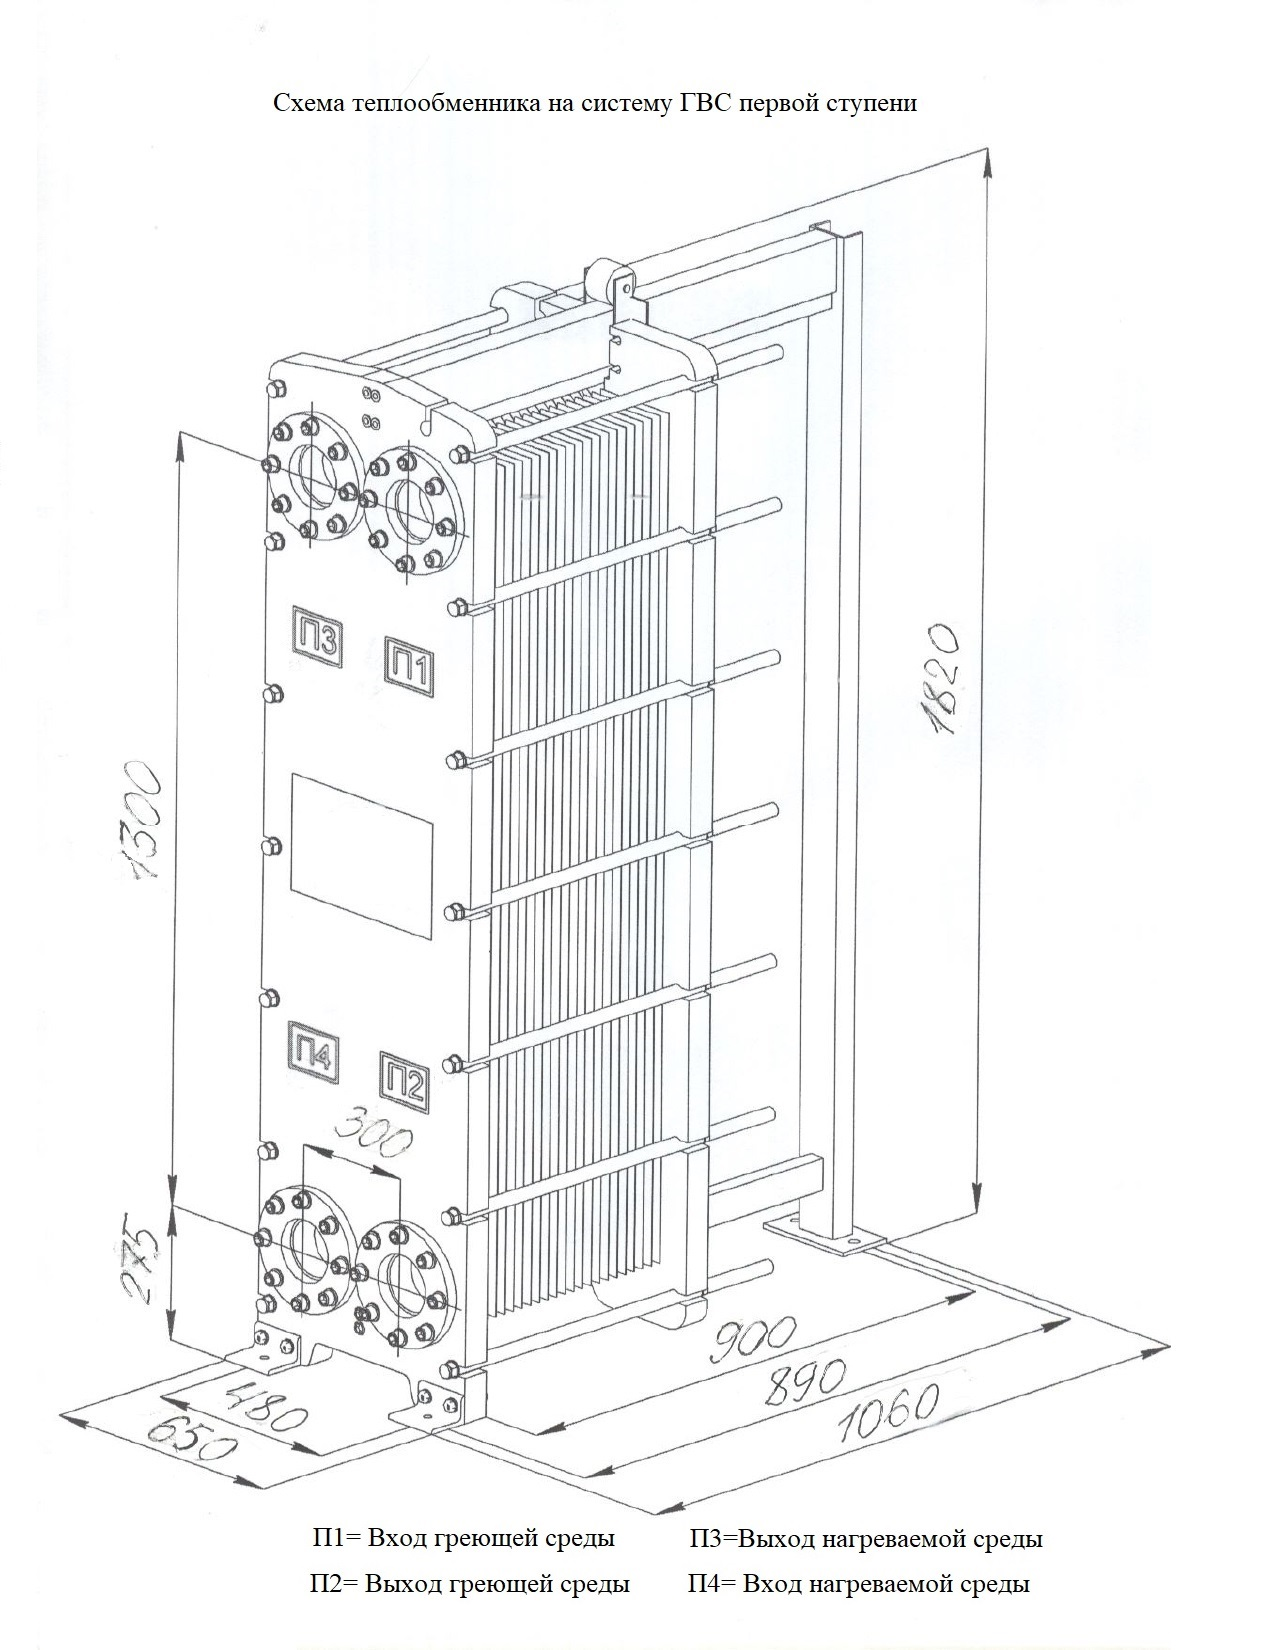 Схема теплообменника на систему ГВС первой ступени
П3
П1
1820
1300
П4
П2
300
275
900
890
1060
480
650
П1= Вход греющей среды
П3=Выход нагреваемой среды
П2= Выход греющей среды
П4= Вход нагреваемой среды